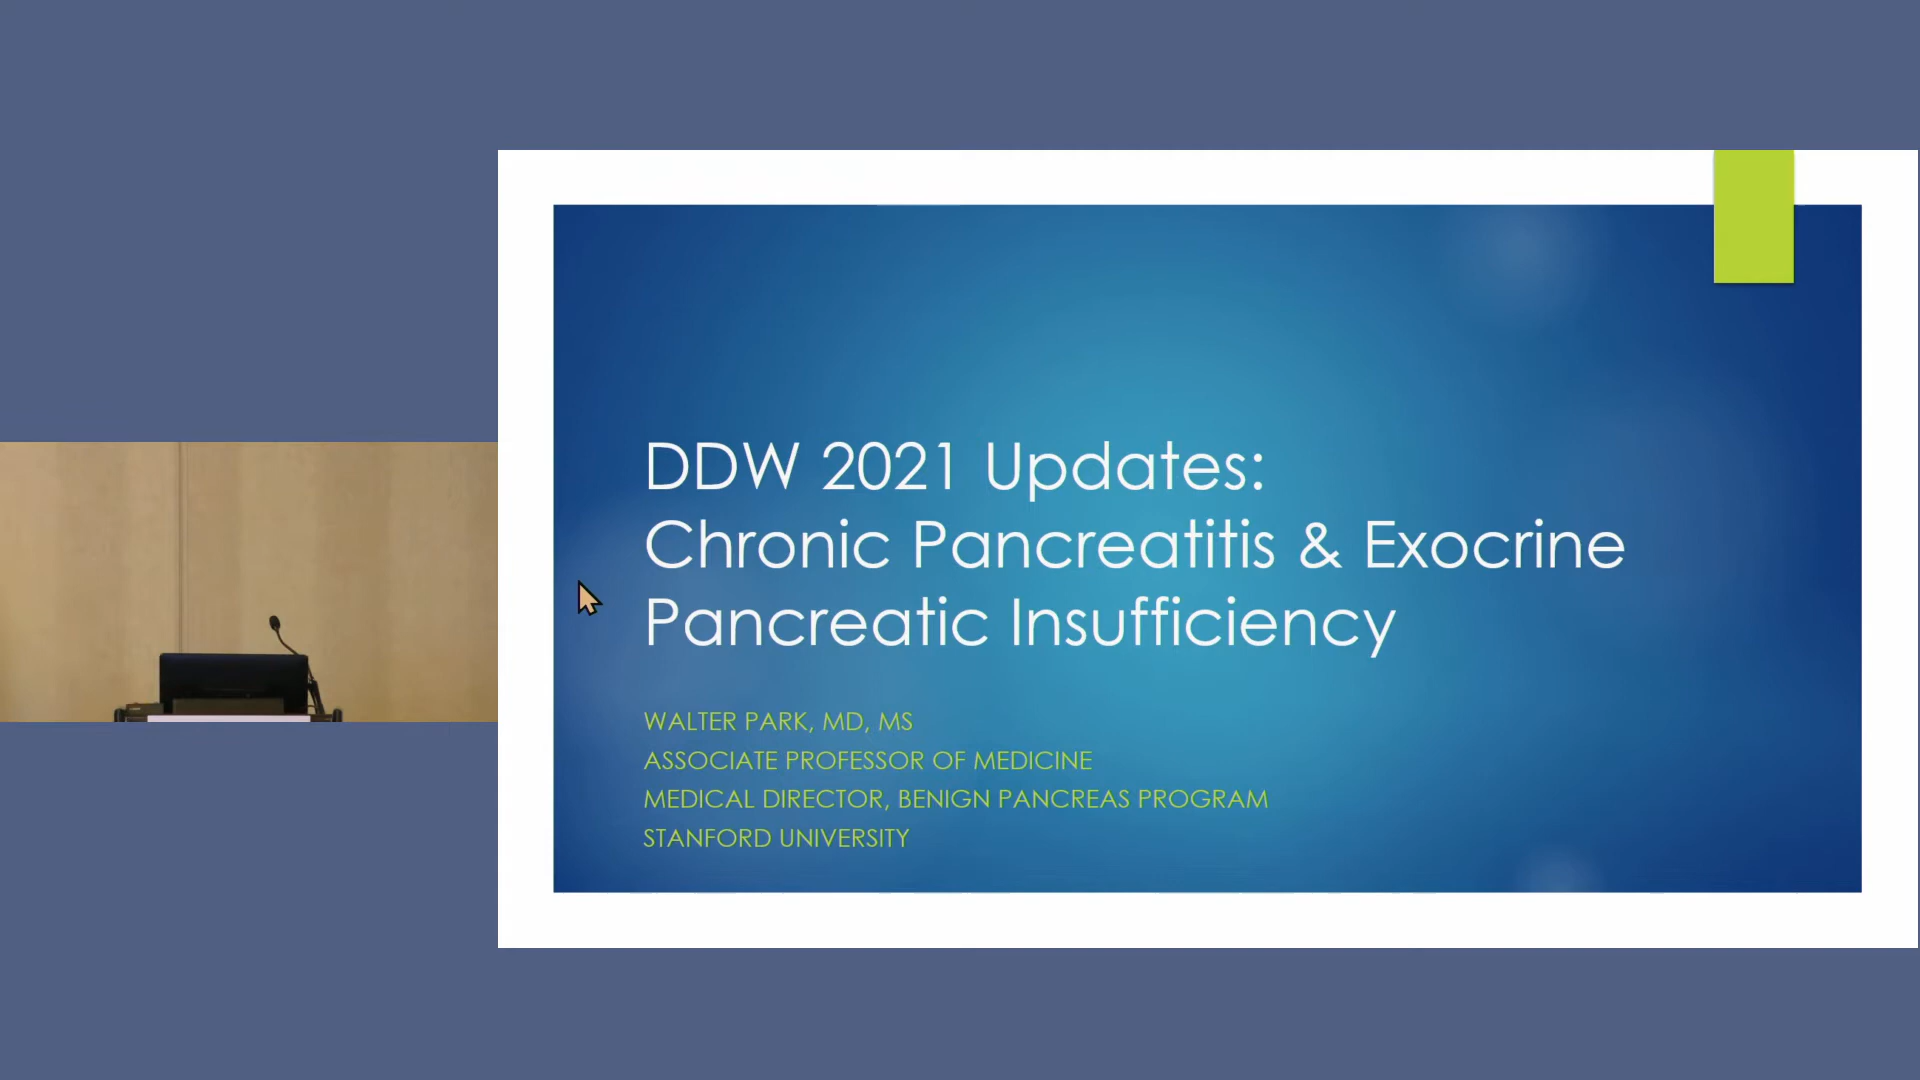 DDW 2021 Updates:
Chronic Pancreatitis & Exocrine
Pancreatic Insufficiency
WALTER PARK, MD, MS
ASSOCIATE PROFESSOR OF MEDICINE
MEDICAL DIRECTOR, BENIGN PANCREAS PROGRAM
STANFORD UNIVERSITY